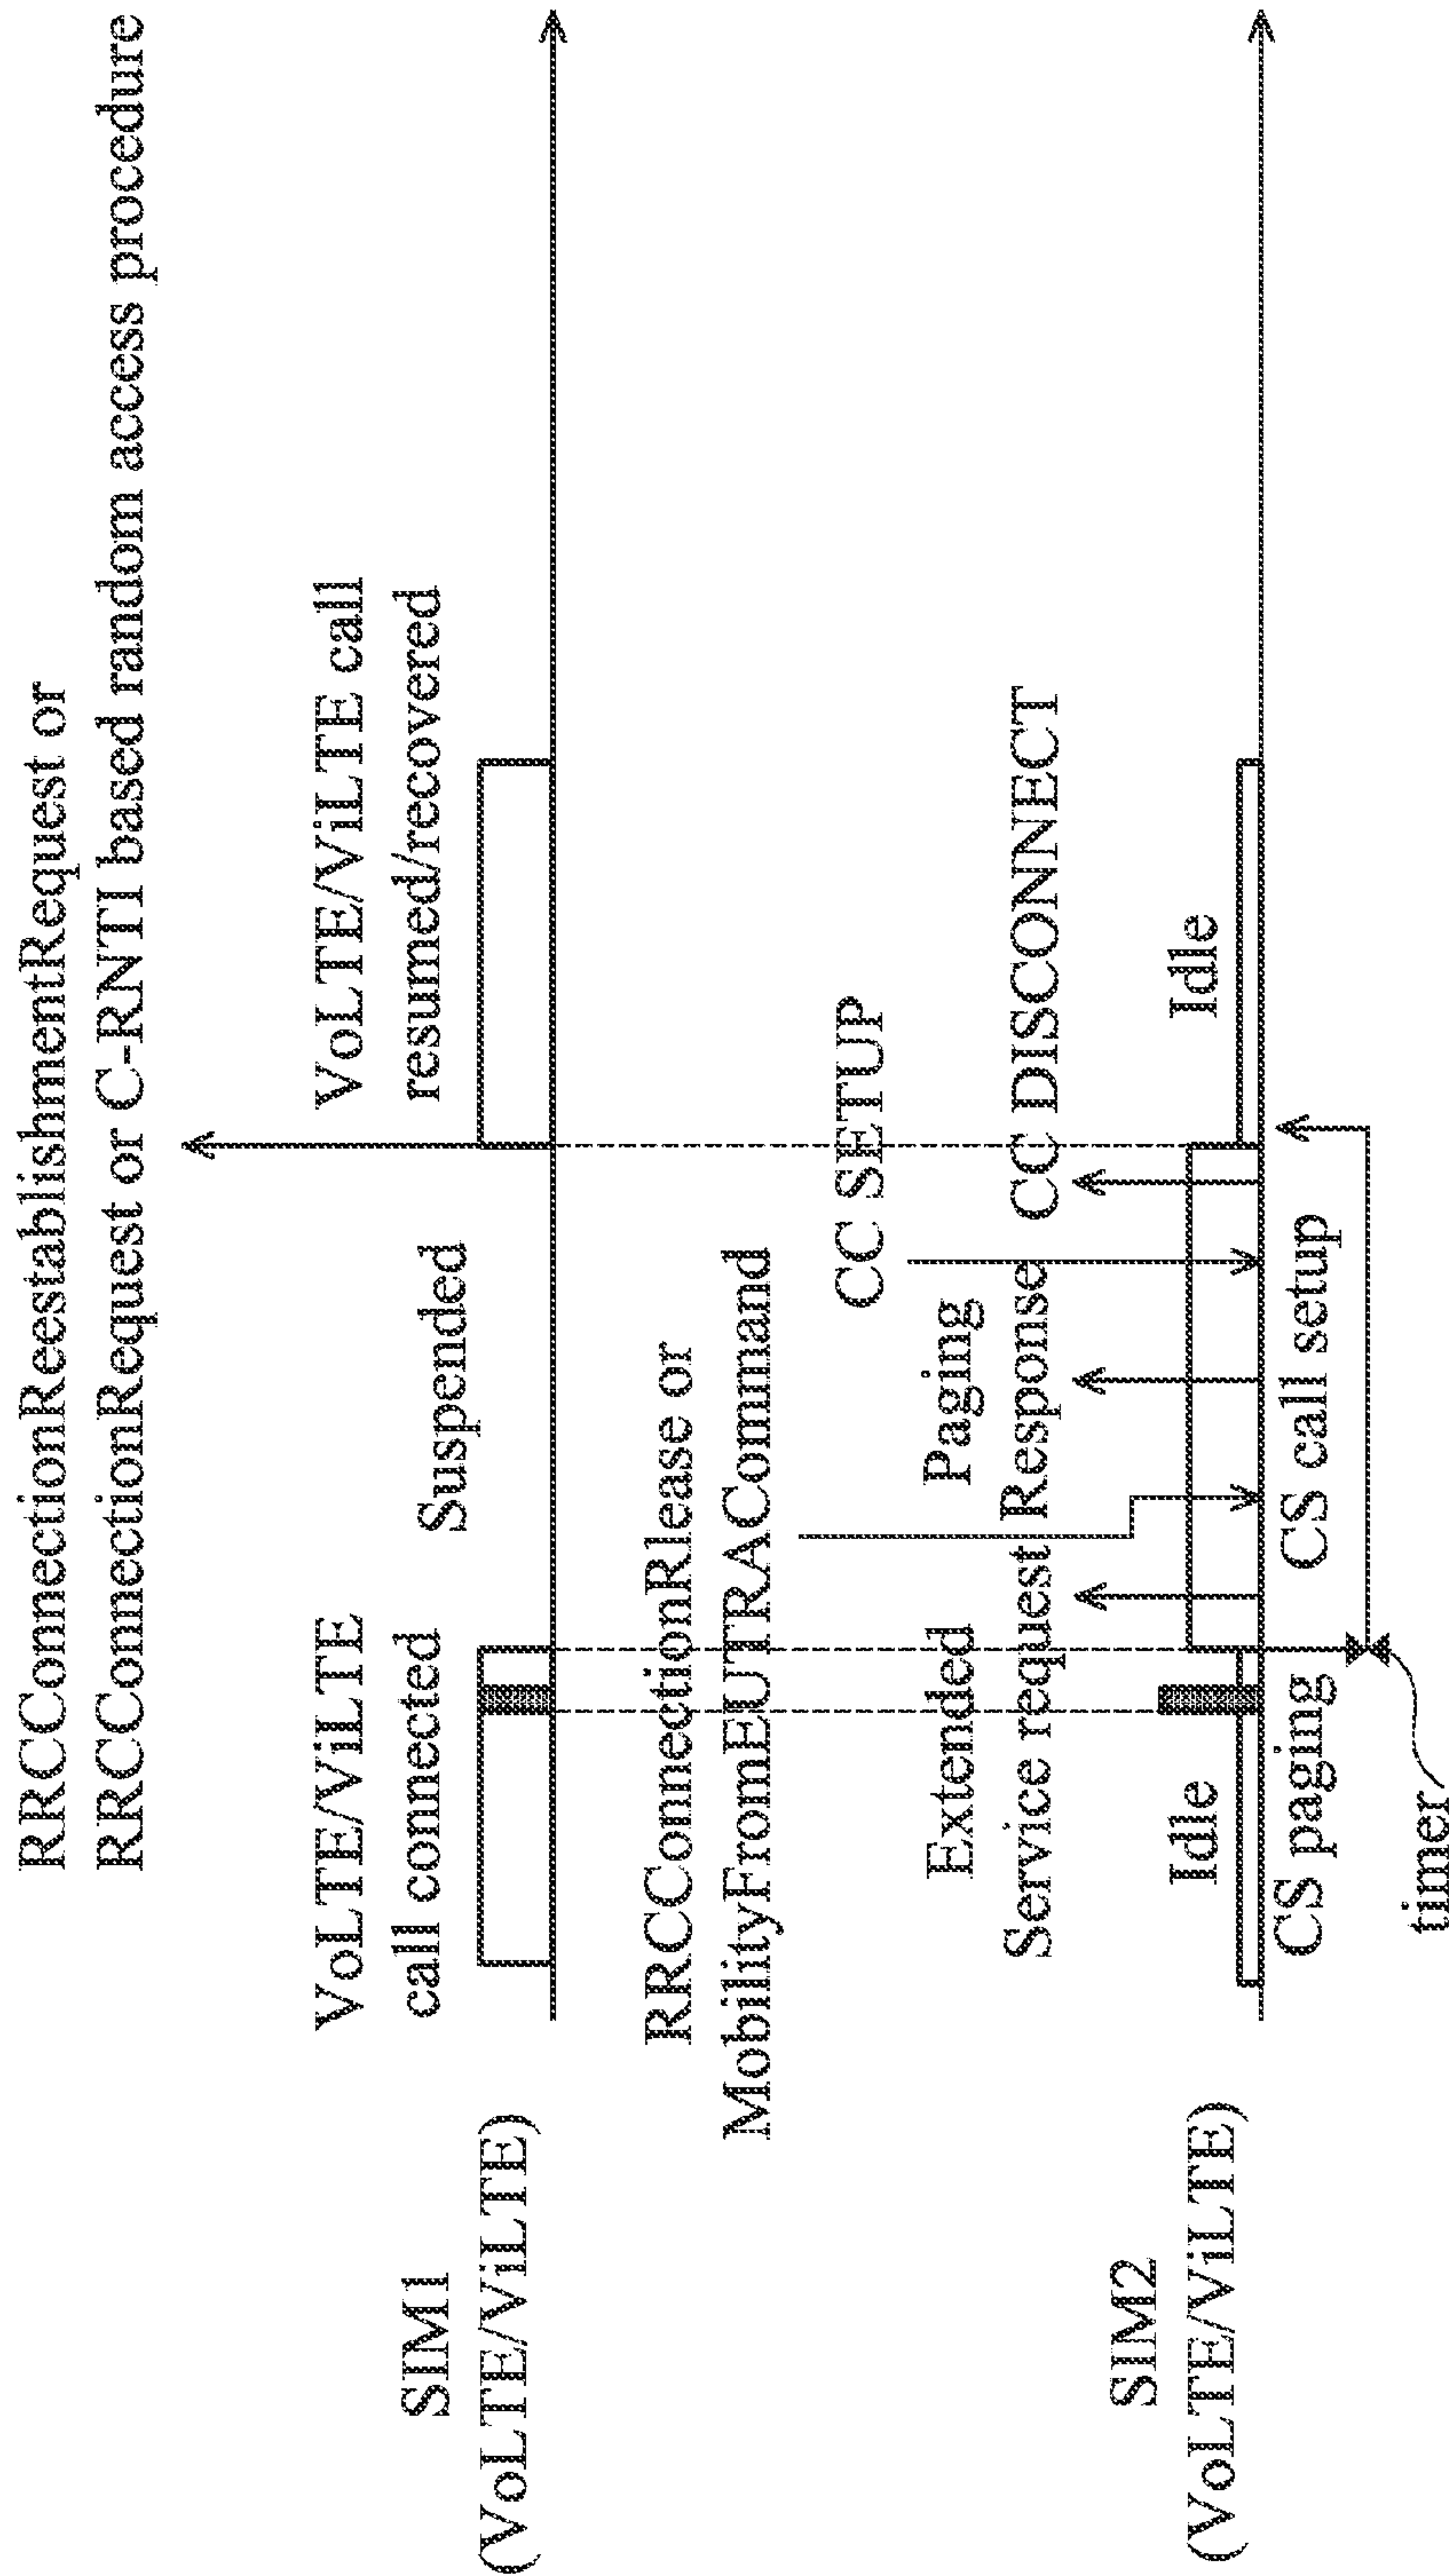 RRCConnectionReestablishmentRequest or
RRCConnectionRequest or C-RNTI based random access procedure
SIM1
(VoLTE/ViLTE)
VoLTE/ViLTE
call connected
Suspended
VoLTE/ViLTE call
resumed/recovered
RRCConnectionRlease or
MobilityFromEUTRACommand
CC SETUP
Extended
Service request
Paging
Response
CC DISCONNECT
SIM2
(VoLTE/ViLTE)
Idle
Idle
CS paging
CS call setup
timer